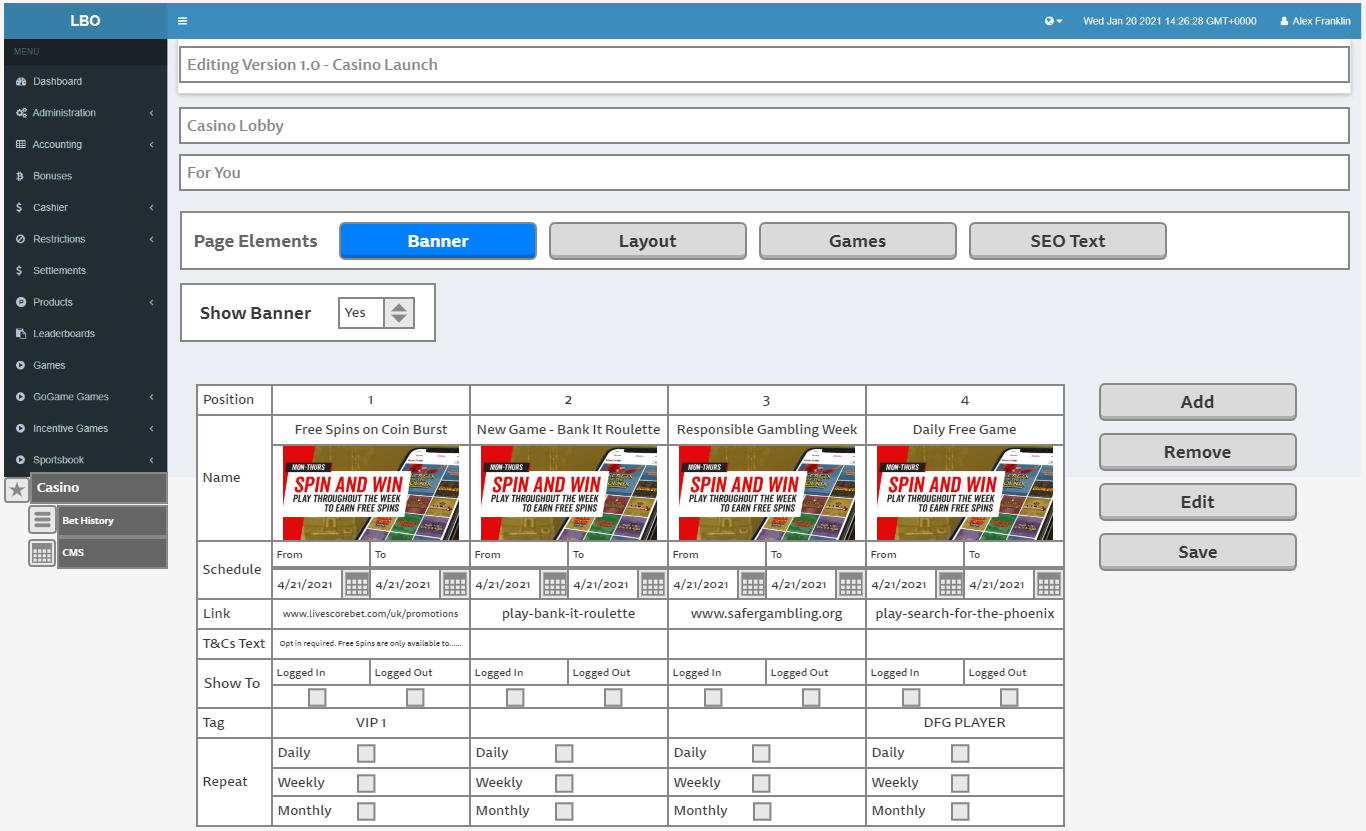 LBO
Wed Jan 20 2021 14:26:28 GMT+0000
Alex Franklin
MENU
Dashboard
Administration
Accounting
Bonuses
Cashier
Restrictions
Settlements
Products
Leaderboards
Games
GoGame Games
Incentive Games
Sportsbook
Casino
Bet History
CMS
Editing Version 1.0 - Casino Launch
Casino Lobby
For You
Page Elements Banner Layout Games SEO Text
Show Banner Yes
Position 1 2 3 4
Name
Free Spins on Coin Burst New Game - Bank It Roulette Responsible Gambling Week Daily Free Game
MON-THURS
SPIN AND WIN
PLAY THROUGHOUT THE WEEK
TO EARN FREE SPINS
MON-THURS
SPIN AND WIN
PLAY THROUGHOUT THE WEEK
TO EARN FREE SPINS
MON-THURS
SPIN AND WIN
PLAY THROUGHOUT THE WEEK
TO EARN FREE SPINS
MON-THURS
SPIN AND WIN
PLAY THROUGHOUT THE WEEK
TO EARN FREE SPINS
Schedule
From To From To From To From To
4/21/2021 4/21/2021 4/21/2021 4/21/2021 4/21/2021 4/21/2021 4/21/2021 4/21/2021
Link www.livescorebet.com/uk/promotions play-bank-it-roulette www.safergambling.org play-search-for-the-phoenix
T&Cs Text Opt in required. Free Spins are only available to......
Show To
Logged In Logged Out Logged In Logged Out Logged In Logged Out Logged In Logged Out
Tag VIP 1 DFG PLAYER
Repeat
Daily Daily Daily Daily
Weekly Weekly Weekly Weekly
Monthly Monthly Monthly Monthly
Add
Remove
Edit
Save